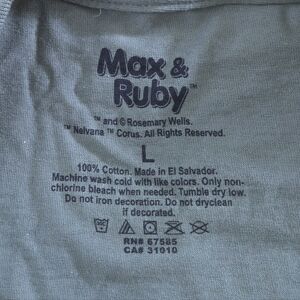 Max &
Ruby™
™ and © Rosemary Wells.
™ Nelvana ™ Corus. All Rights Reserved.
L
100% Cotton. Made in El Salvador.
Machine wash cold with like colors. Only non-
chlorine bleach when needed. Tumble dry low.
Do not iron decoration. Do not dryclean
if decorated.
RN# 67585
CA# 31010